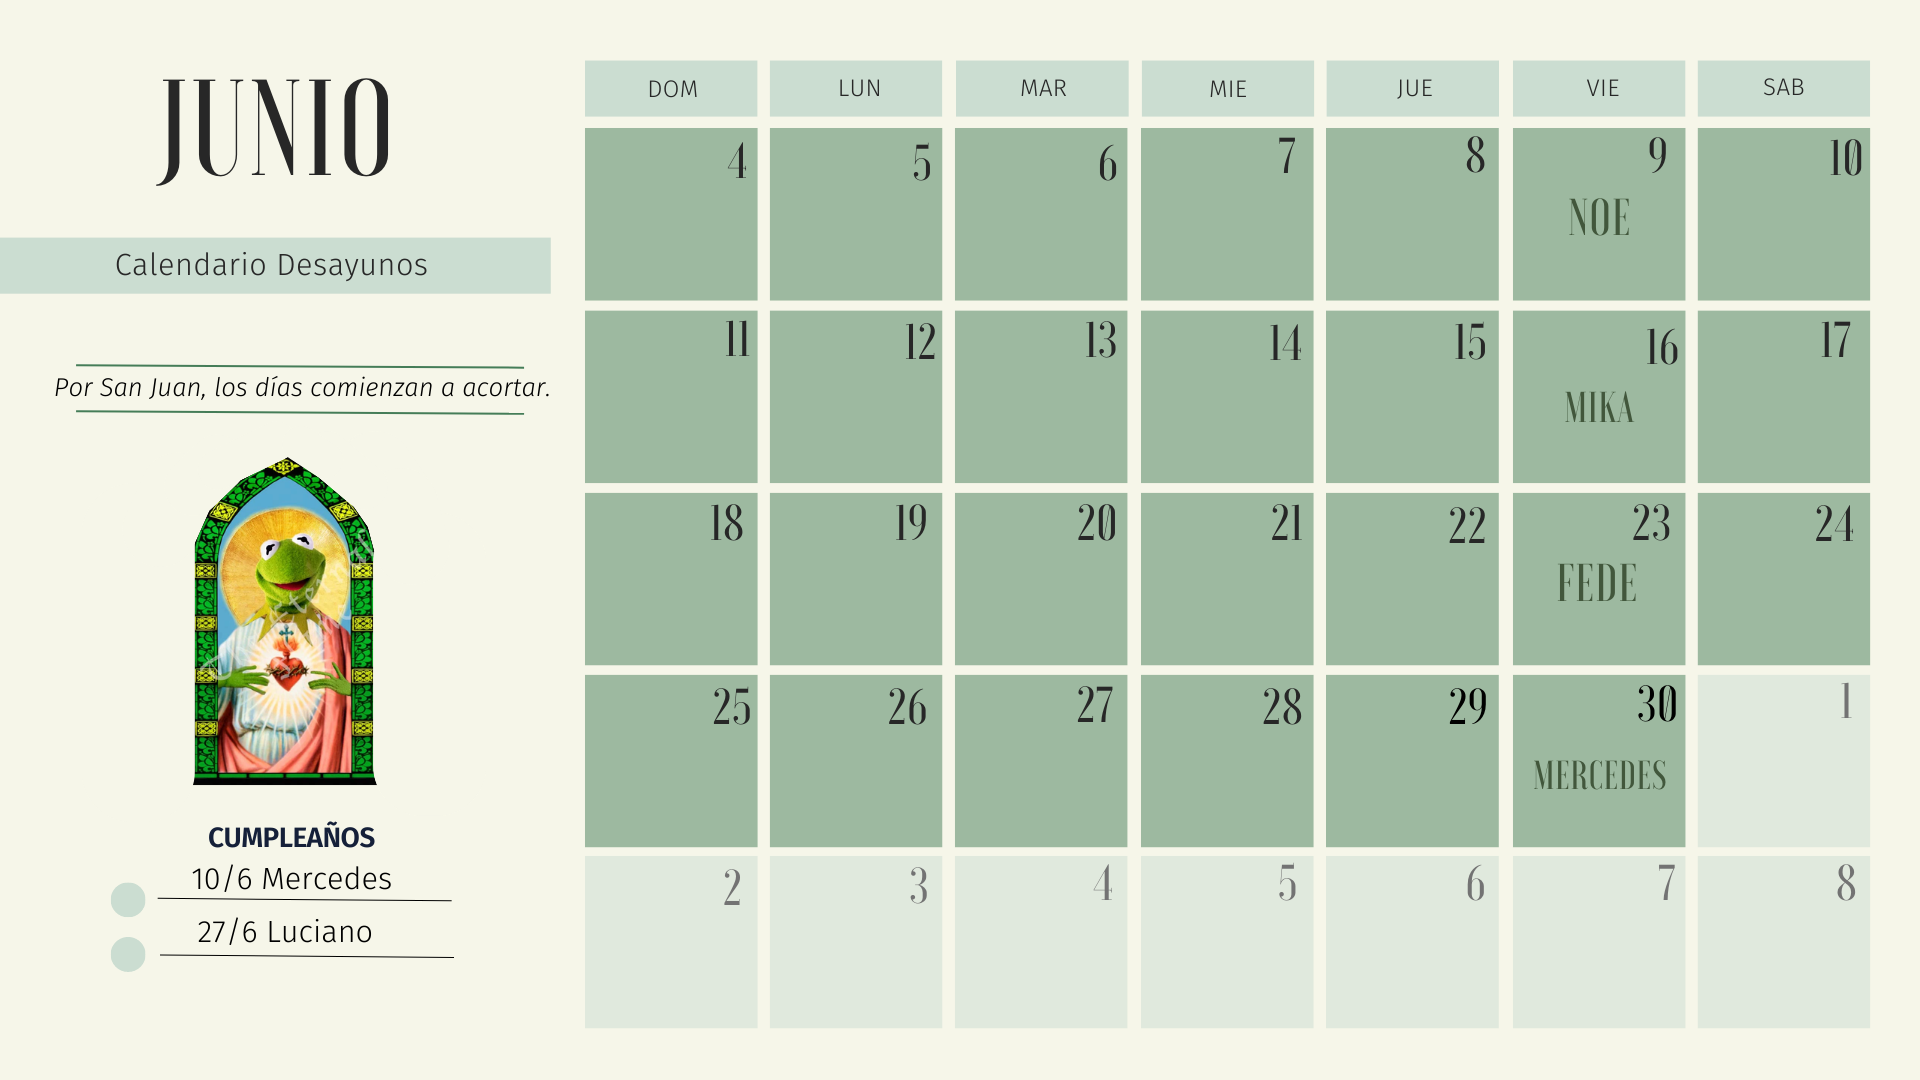 JUNIO
Calendario Desayunos
Por San Juan, los días comienzan a acortar.
CUMPLEAÑOS
10/6 Mercedes
27/6 Luciano
DOM LUN MAR MIE JUE VIE SAB
4 5 6 7 8 9 10
NOE
11 12 13 14 15 16 17
MIKA
18 19 20 21 22 23 24
FEDE
25 26 27 28 29 30 1
MERCEDES
2 3 4 5 6 7 8